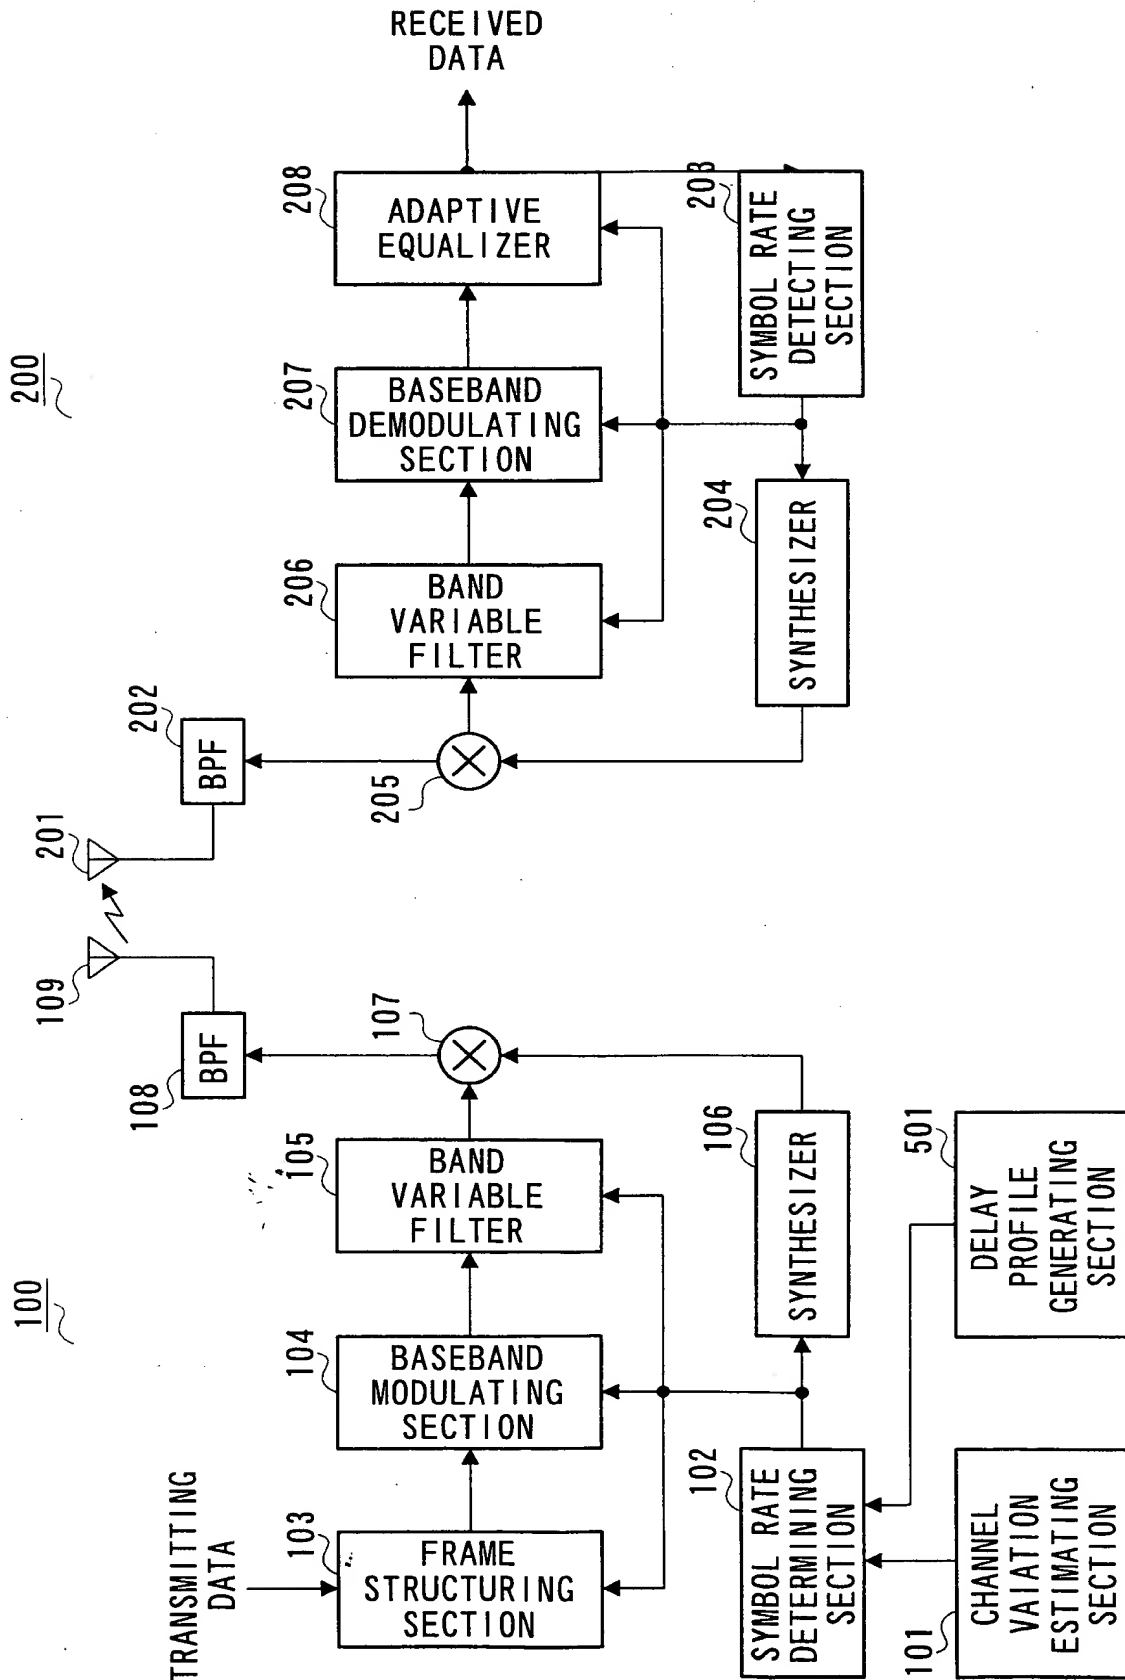 100
TRANSMITTING
DATA
103
FRAME
STRUCTURING
SECTION
104
BASEBAND
MODULATING
SECTION
105
BAND
VARIABLE
FILTER
107
108
BPF
109
102
SYMBOL RATE
DETERMINING
SECTION
106
SYNTHESIZER
101
CHANNEL
VAIATION
ESTIMATING
SECTION
501
DELAY
PROFILE
GENERATING
SECTION
200
201
202
BPF
205
206
BAND
VARIABLE
FILTER
207
BASEBAND
DEMODULATING
SECTION
208
ADAPTIVE
EQUALIZER
RECEIVED
DATA
204
SYNTHESIZER
203
SYMBOL RATE
DETECTING
SECTION